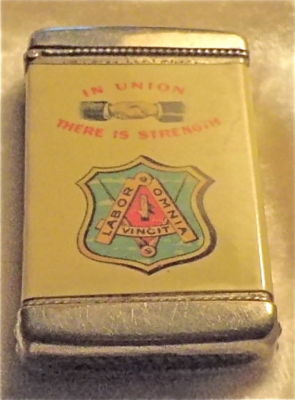 IN UNION
THERE IS STRENGTH
LABOR OMNIA
VINCIT